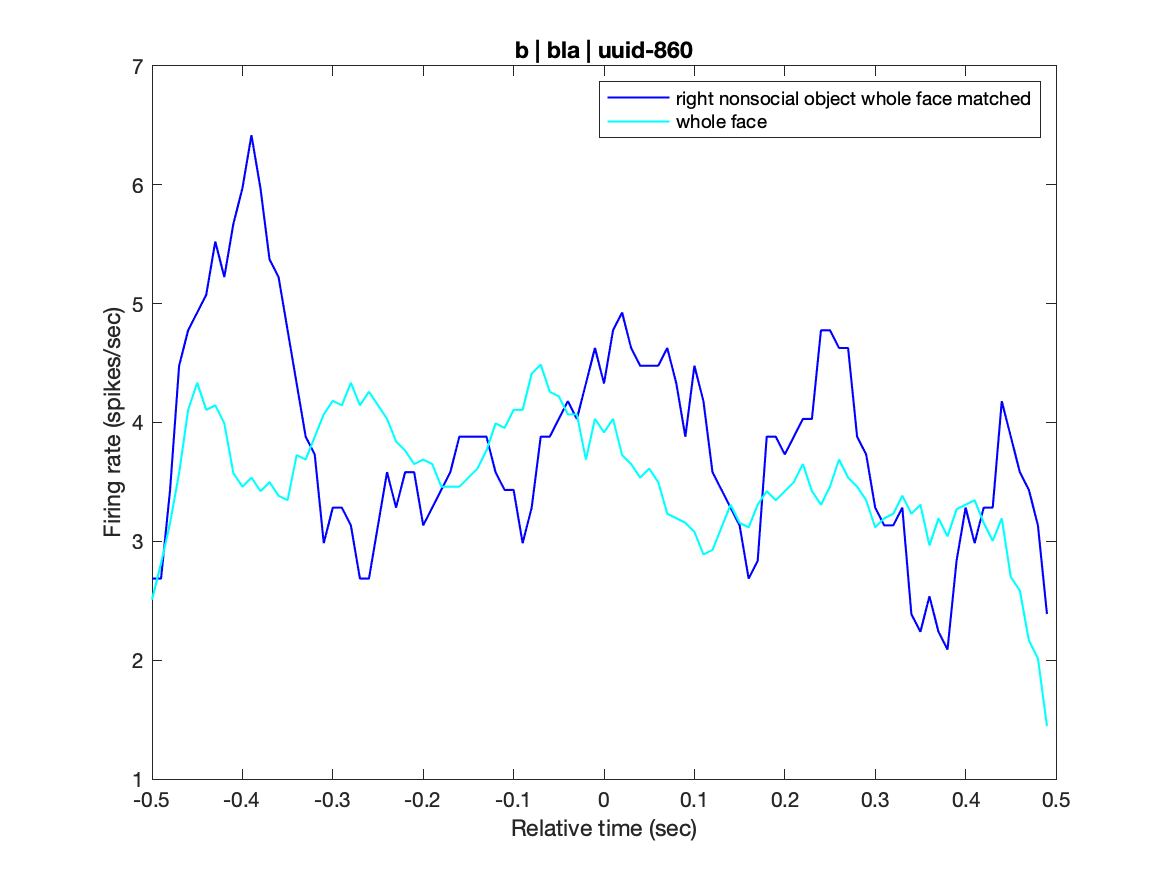 b | bla | uuid-860
right nonsocial object whole face matched
whole face
Firing rate (spikes/sec)
7
6
5
4
3
2
1
-0.5 -0.4 -0.3 -0.2 -0.1 0 0.1 0.2 0.3 0.4 0.5
Relative time (sec)